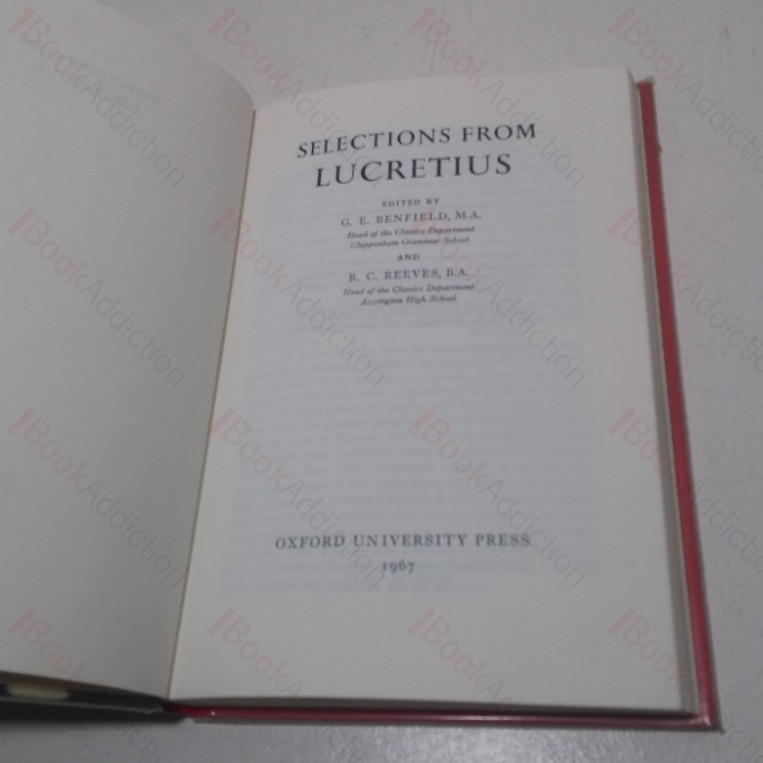 SELECTIONS FROM
LUCRETIUS
EDITED BY
G. E. BENFIELD, M.A.
Head of the Classics Department
Chippenham Grammar School
AND
R. C. REEVES, B.A.
Head of the Classics Department
Accrington High School
OXFORD UNIVERSITY PRESS
1967
BookAddiction